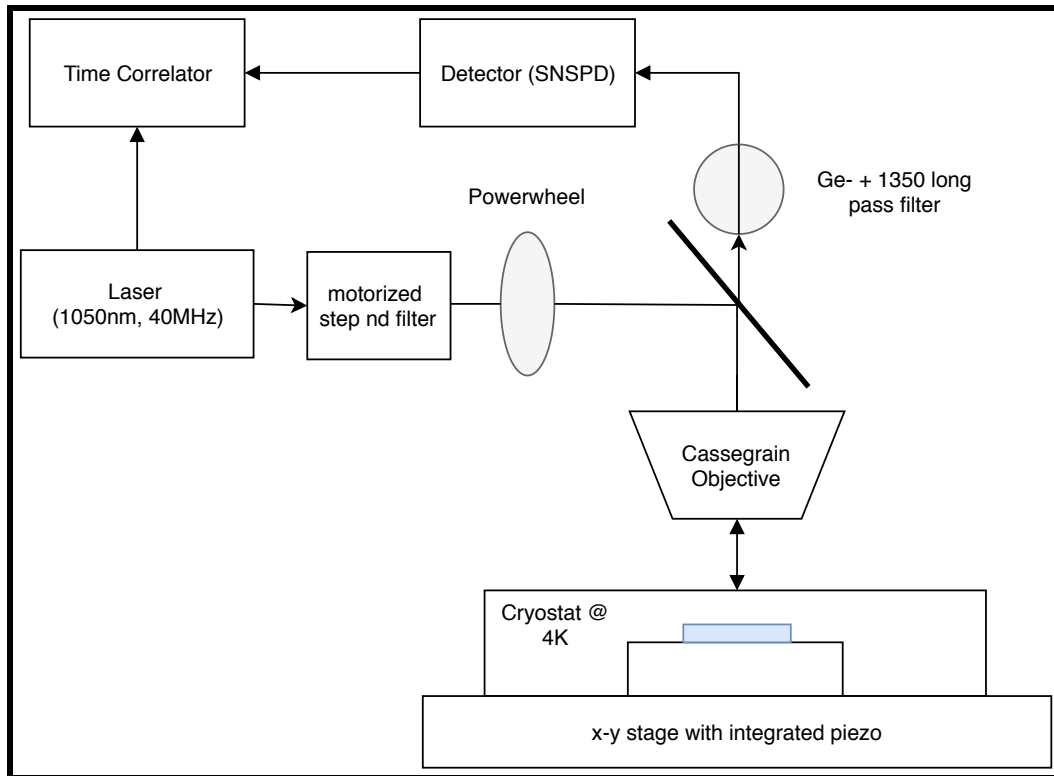 Time Correlator
Detector (SNSPD)
Ge- + 1350 long
pass filter
Powerwheel
Laser
(1050nm, 40MHz)
motorized
step nd filter
Cassegrain
Objective
Cryostat @
4K
x-y stage with integrated piezo